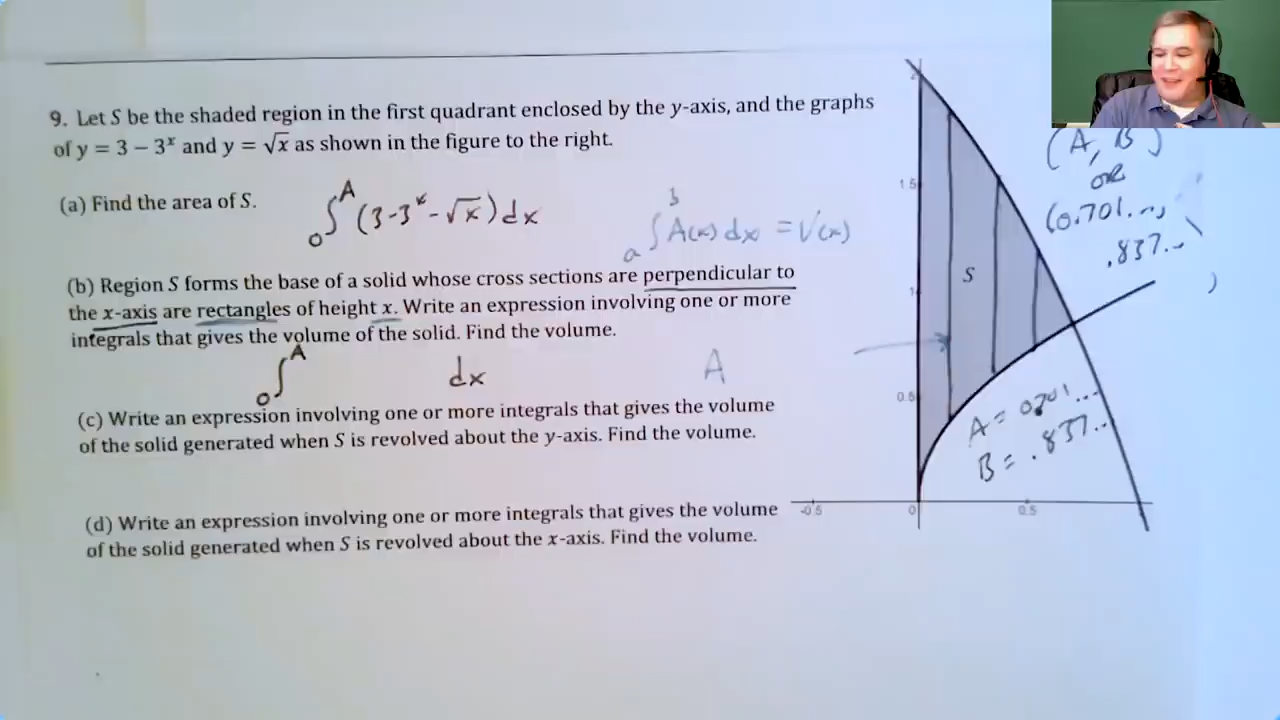 9. Let S be the shaded region in the first quadrant enclosed by the y-axis, and the graphs
of y = 3 − 3ˣ and y = √x as shown in the figure to the right.
(a) Find the area of S.
₀∫ᴬ (3-3ˣ-√x) dx
ₐ∫ᵇ A(x) dx = V(x)
(b) Region S forms the base of a solid whose cross sections are perpendicular to
the x-axis are rectangles of height x. Write an expression involving one or more
integrals that gives the volume of the solid. Find the volume.
₀∫ᴬ dx
A
(c) Write an expression involving one or more integrals that gives the volume
of the solid generated when S is revolved about the y-axis. Find the volume.
(d) Write an expression involving one or more integrals that gives the volume
of the solid generated when S is revolved about the x-axis. Find the volume.
2
1.5
1
0.5
-0.5
0
0.5
S
(A, B)
OR
(0.701...,
.837...
)
A = 0.701...
B = .837...